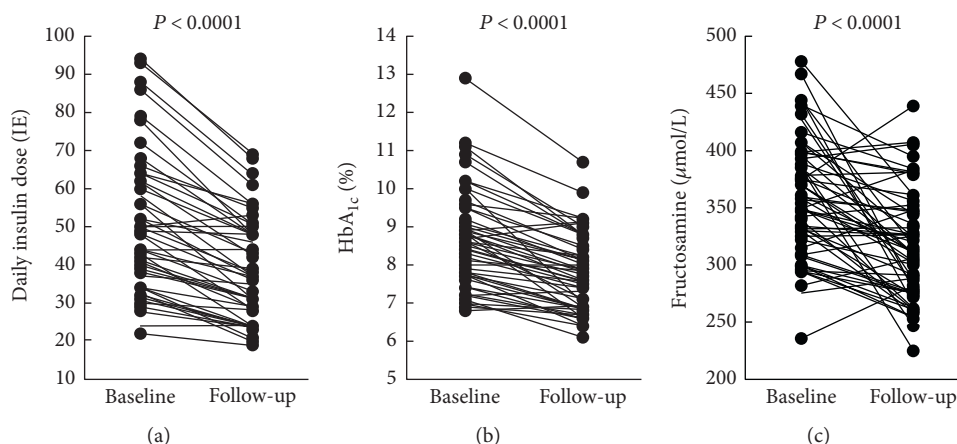 P < 0.0001
Daily insulin dose (IE)
100
90
80
70
60
50
40
30
20
10
Baseline
Follow-up
(a)
P < 0.0001
HbA1c (%)
14
13
12
11
10
9
8
7
6
5
Baseline
Follow-up
(b)
P < 0.0001
Fructosamine (μmol/L)
500
450
400
350
300
250
200
Baseline
Follow-up
(c)